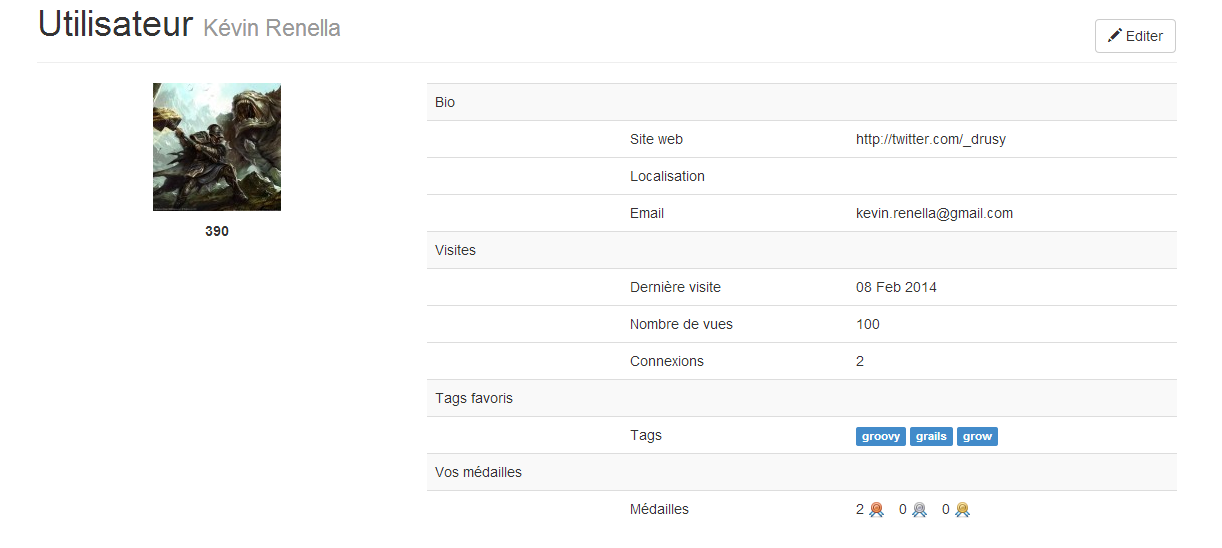 Utilisateur Kévin Renella
Editer
390
Bio
Site web http://twitter.com/_drusy
Localisation
Email kevin.renella@gmail.com
Visites
Dernière visite 08 Feb 2014
Nombre de vues 100
Connexions 2
Tags favoris
Tags groovy grails grow
Vos médailles
Médailles 2 0 0